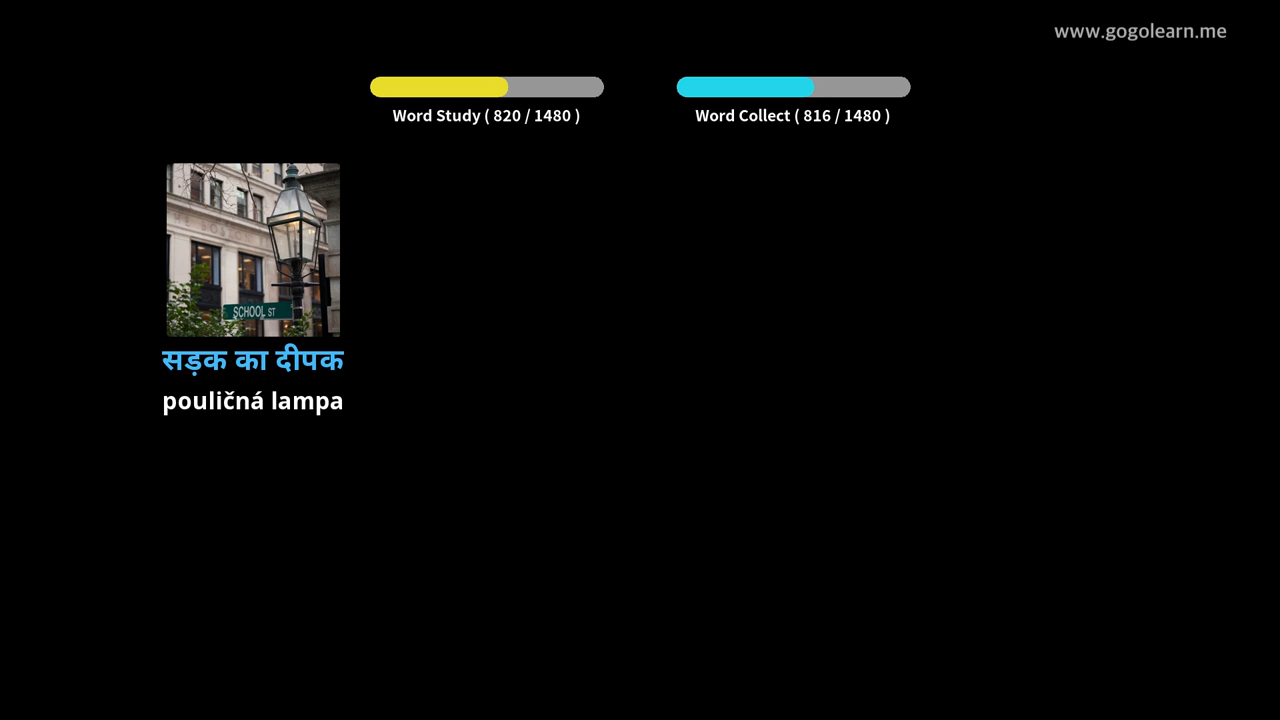 www.gogolearn.me
Word Study ( 820 / 1480 )
Word Collect ( 816 / 1480 )
SCHOOL ST
सड़क का दीपक
pouličná lampa